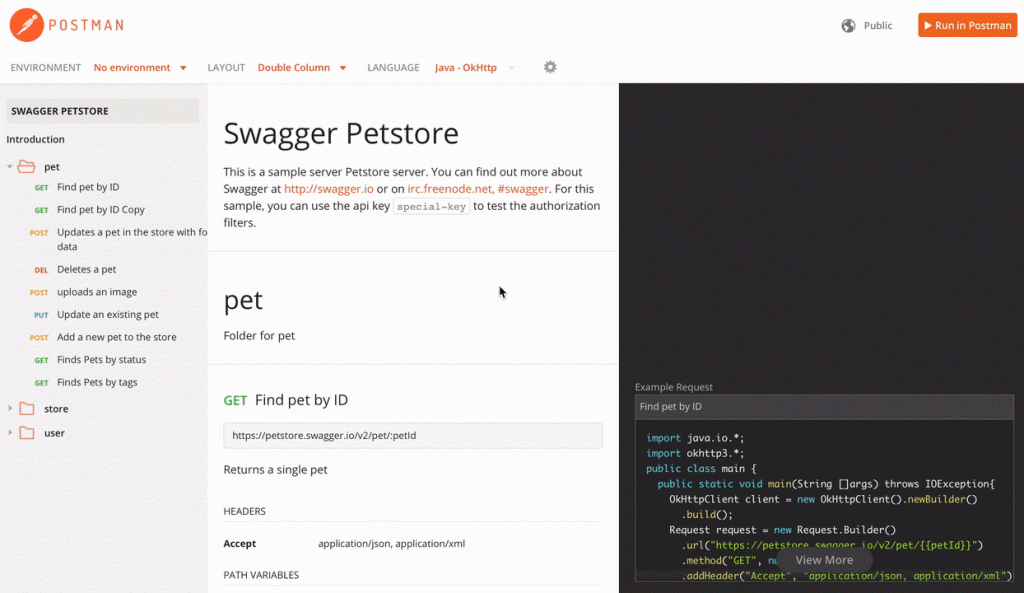 POSTMAN
Public
Run in Postman
ENVIRONMENT No environment LAYOUT Double Column LANGUAGE Java - OkHttp
SWAGGER PETSTORE
Introduction
pet
GET Find pet by ID
GET Find pet by ID Copy
POST Updates a pet in the store with fo
data
DEL Deletes a pet
POST uploads an image
PUT Update an existing pet
POST Add a new pet to the store
GET Finds Pets by status
GET Finds Pets by tags
store
user
Swagger Petstore
This is a sample server Petstore server. You can find out more about
Swagger at http://swagger.io or on irc.freenode.net, #swagger. For this
sample, you can use the api key special-key to test the authorization
filters.
pet
Folder for pet
GET Find pet by ID
https://petstore.swagger.io/v2/pet/:petId
Returns a single pet
HEADERS
Accept application/json, application/xml
PATH VARIABLES
Example Request
Find pet by ID
import java.io.*;
import okhttp3.*;
public class main {
public static void main(String []args) throws IOException{
OkHttpClient client = new OkHttpClient().newBuilder()
.build();
Request request = new Request.Builder()
.url("https://petstore.swagger.io/v2/pet/{{petId}}")
.method("GET",
View More
.addHeader("Accept", "application/json, application/xml")